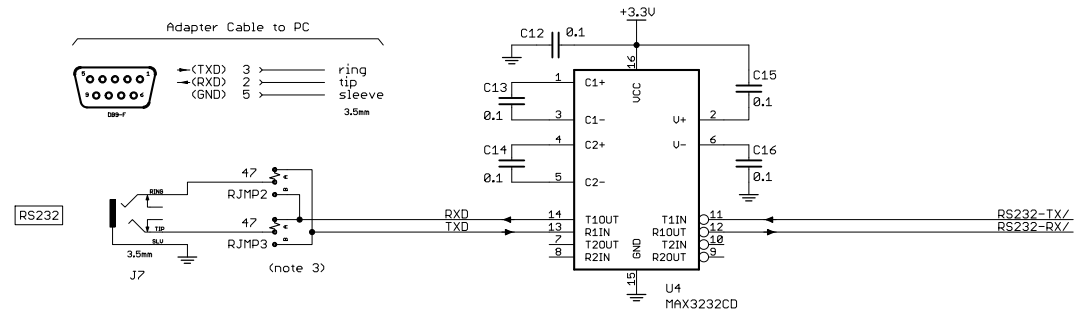 Adapter Cable to PC
5 1
9 6
DB9-F
(TXD) 3 ring
(RXD) 2 tip
(GND) 5 sleeve
3.5mm
+3.3V
C12 0.1
16
VCC
1 C1+
C13
0.1
3 C1-
4 C2+
C14
0.1
5 C2-
C15
0.1
V+ 2
V- 6
C16
0.1
RS232
RING
TIP
SLV
3.5mm
J7
47 A
B
RJMP2
47 A
B
RJMP3
(note 3)
RXD
TXD
14 T1OUT
13 R1IN
7 T2OUT
8 R2IN
T1IN 11
R1OUT 12
T2IN 10
R2OUT 9
GND
15
RS232-TX/
RS232-RX/
U4
MAX3232CD